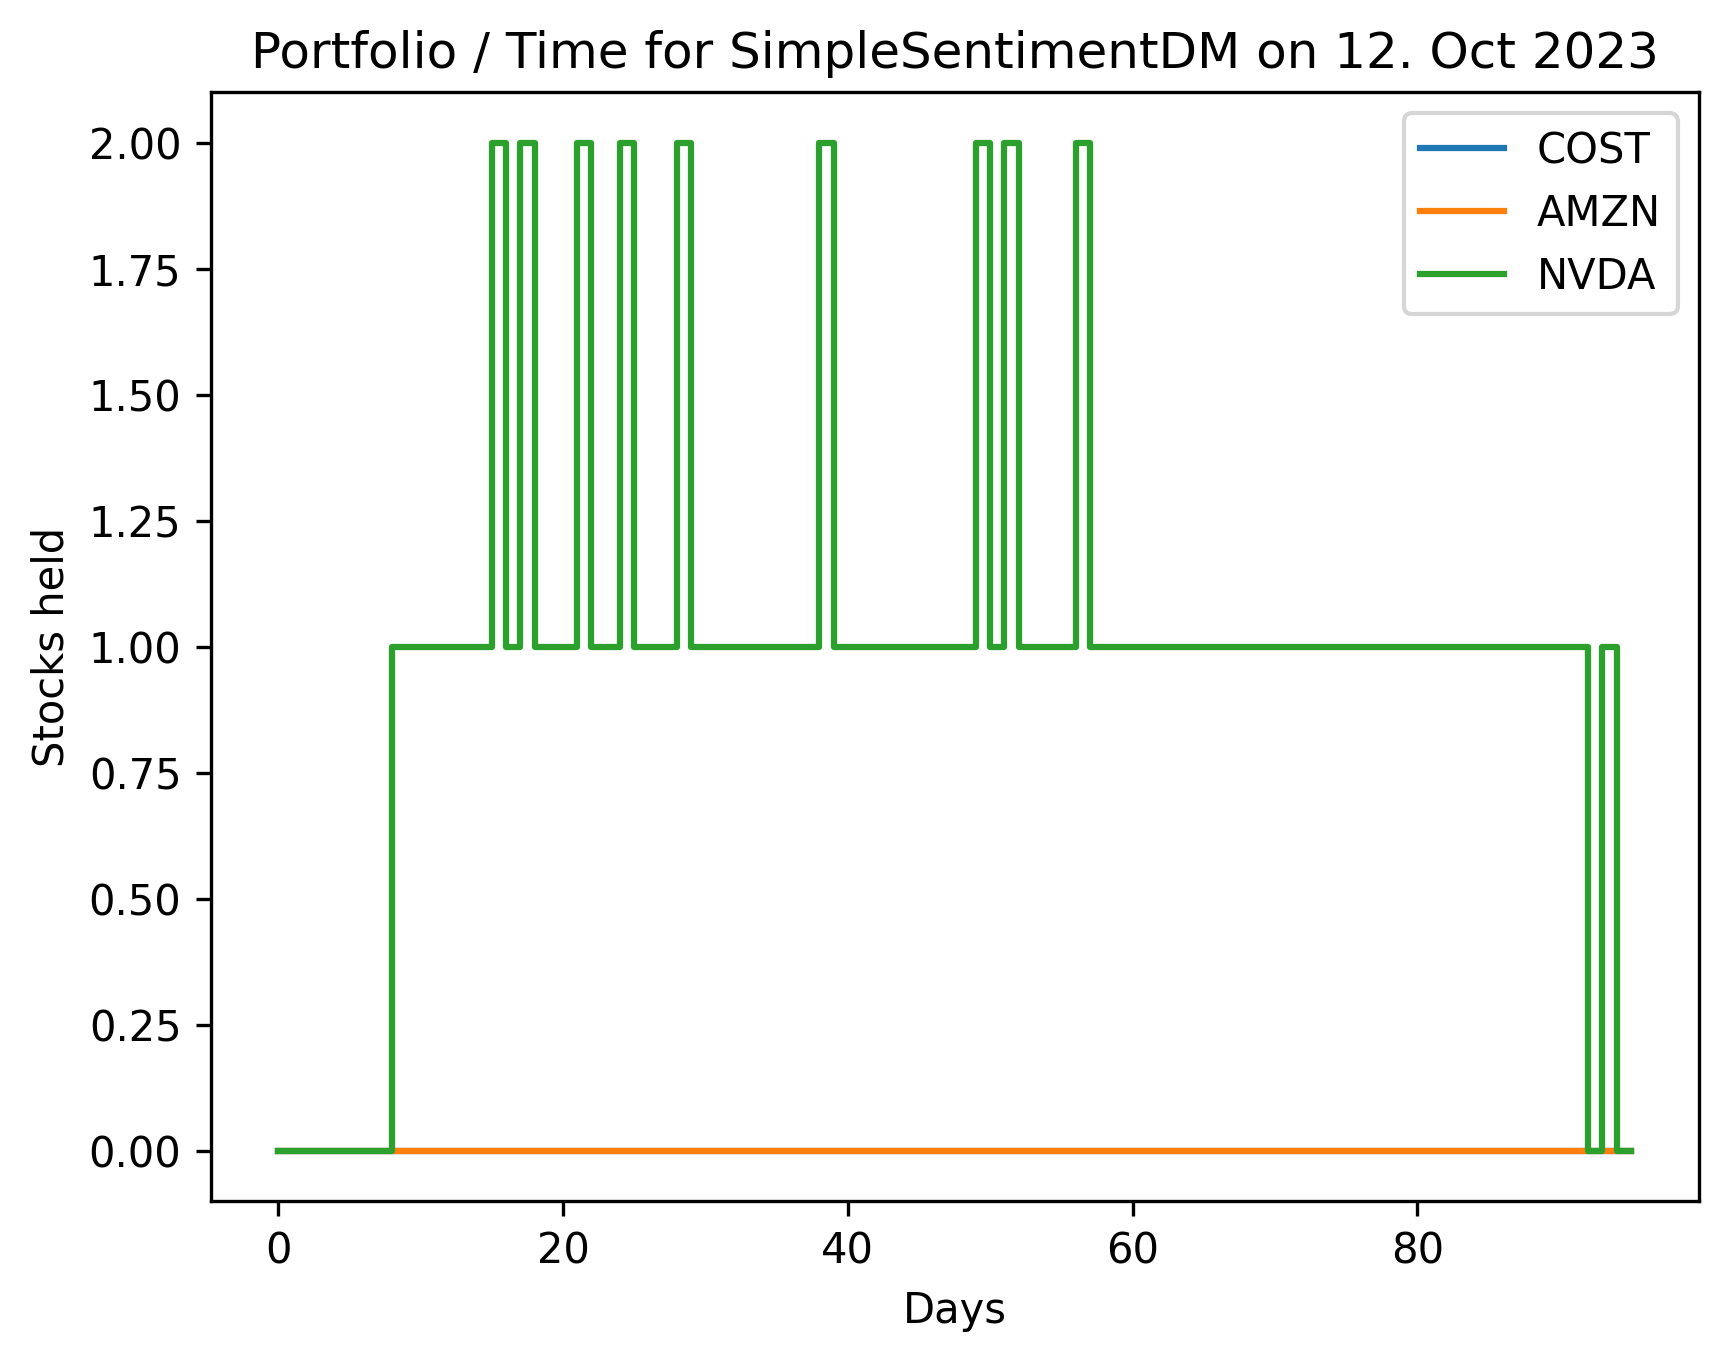 Portfolio / Time for SimpleSentimentDM on 12. Oct 2023
COST
AMZN
NVDA
2.00
1.75
1.50
1.25
1.00
0.75
0.50
0.25
0.00
Stocks held
0 20 40 60 80
Days